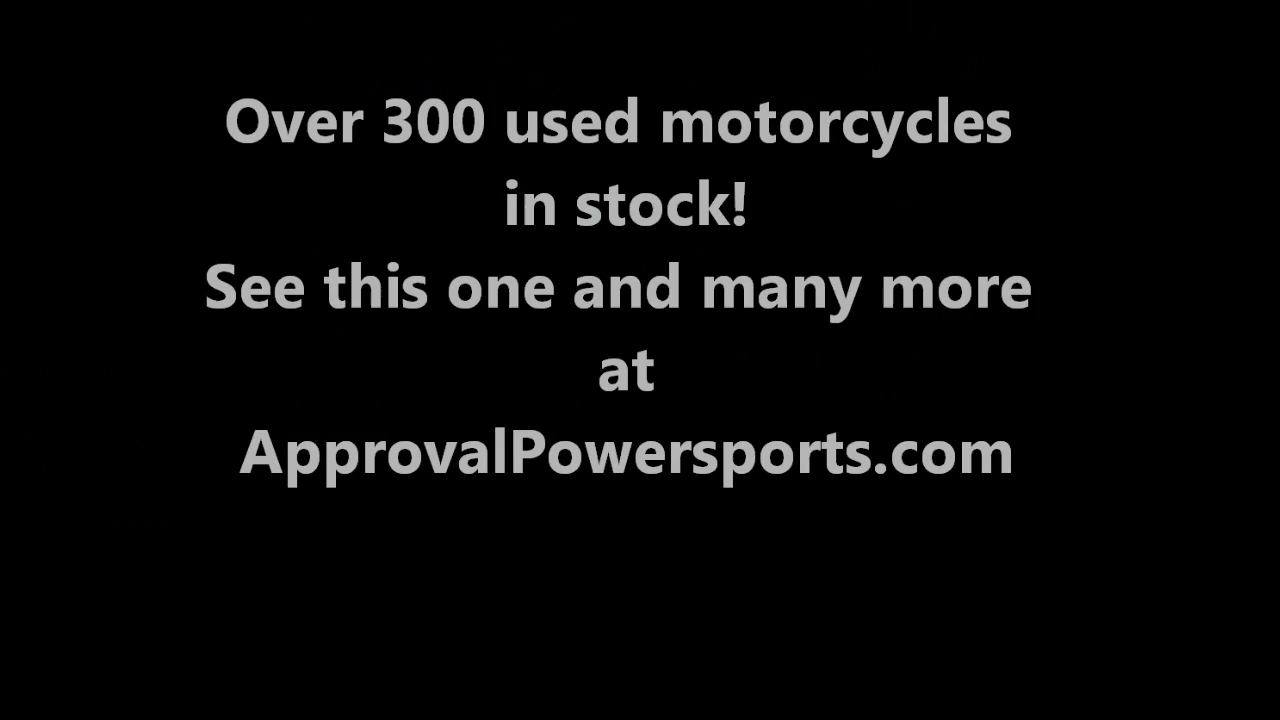 Over 300 used motorcycles
in stock!
See this one and many more
at
ApprovalPowersports.com